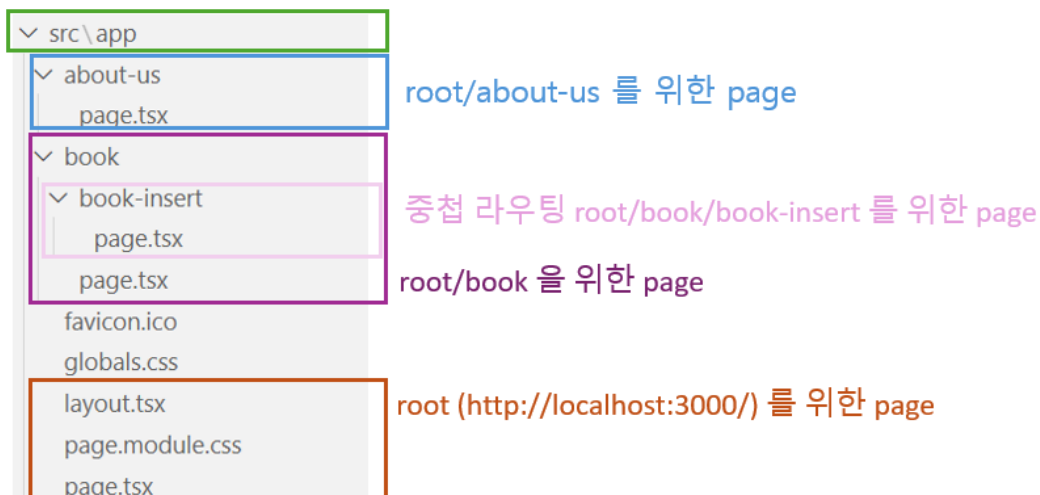 src\app
about-us
root/about-us 를 위한 page
page.tsx
book
book-insert
중첩 라우팅 root/book/book-insert 를 위한 page
page.tsx
page.tsx
root/book 을 위한 page
favicon.ico
globals.css
layout.tsx
root (http://localhost:3000/) 를 위한 page
page.module.css
page.tsx